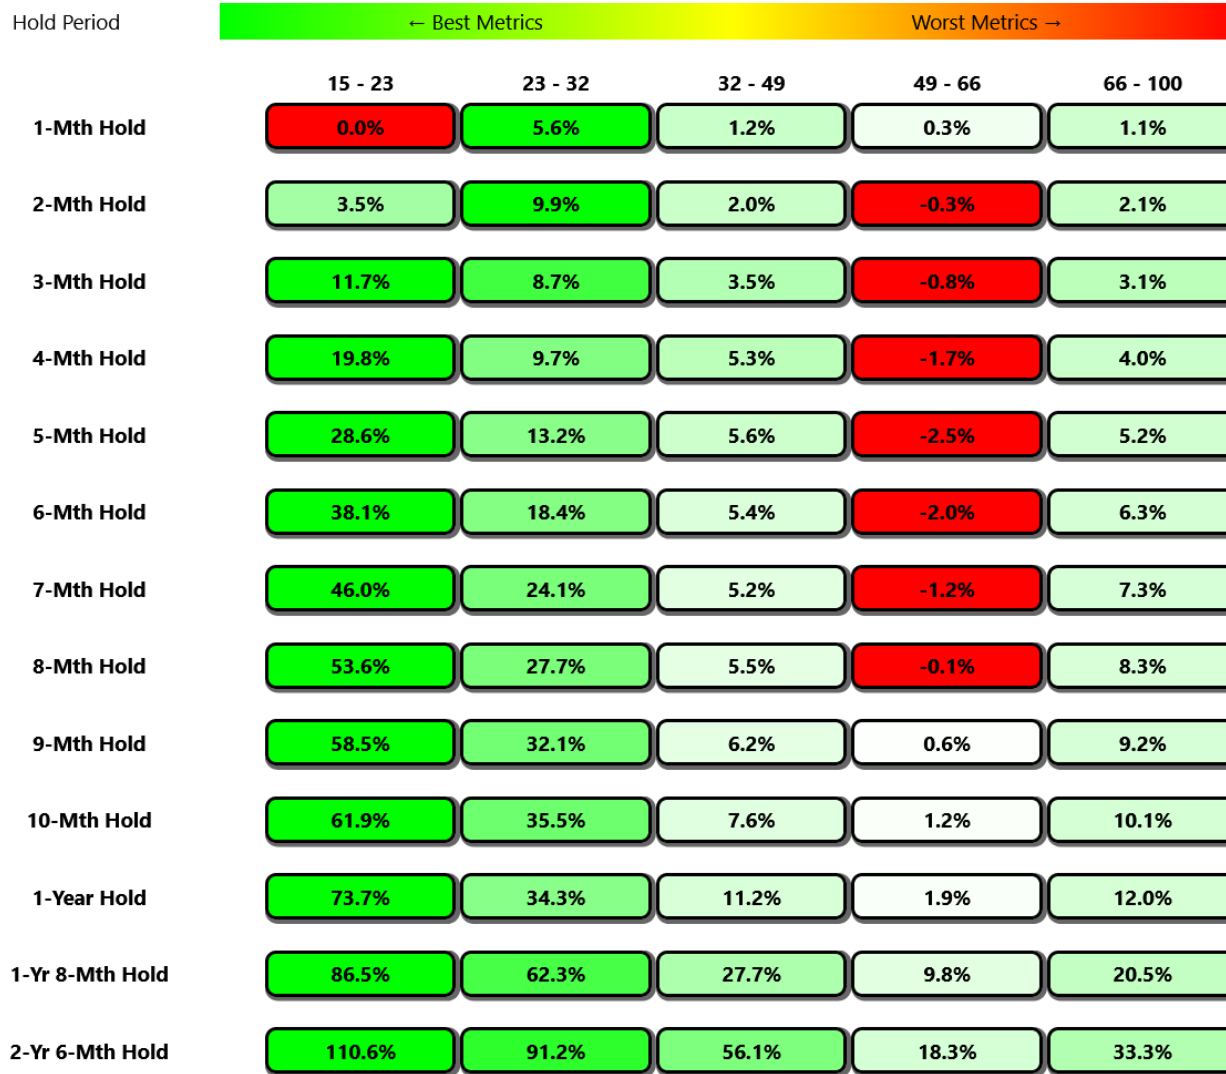 Hold Period ← Best Metrics Worst Metrics →
15 - 23 23 - 32 32 - 49 49 - 66 66 - 100
1-Mth Hold 0.0% 5.6% 1.2% 0.3% 1.1%
2-Mth Hold 3.5% 9.9% 2.0% -0.3% 2.1%
3-Mth Hold 11.7% 8.7% 3.5% -0.8% 3.1%
4-Mth Hold 19.8% 9.7% 5.3% -1.7% 4.0%
5-Mth Hold 28.6% 13.2% 5.6% -2.5% 5.2%
6-Mth Hold 38.1% 18.4% 5.4% -2.0% 6.3%
7-Mth Hold 46.0% 24.1% 5.2% -1.2% 7.3%
8-Mth Hold 53.6% 27.7% 5.5% -0.1% 8.3%
9-Mth Hold 58.5% 32.1% 6.2% 0.6% 9.2%
10-Mth Hold 61.9% 35.5% 7.6% 1.2% 10.1%
1-Year Hold 73.7% 34.3% 11.2% 1.9% 12.0%
1-Yr 8-Mth Hold 86.5% 62.3% 27.7% 9.8% 20.5%
2-Yr 6-Mth Hold 110.6% 91.2% 56.1% 18.3% 33.3%